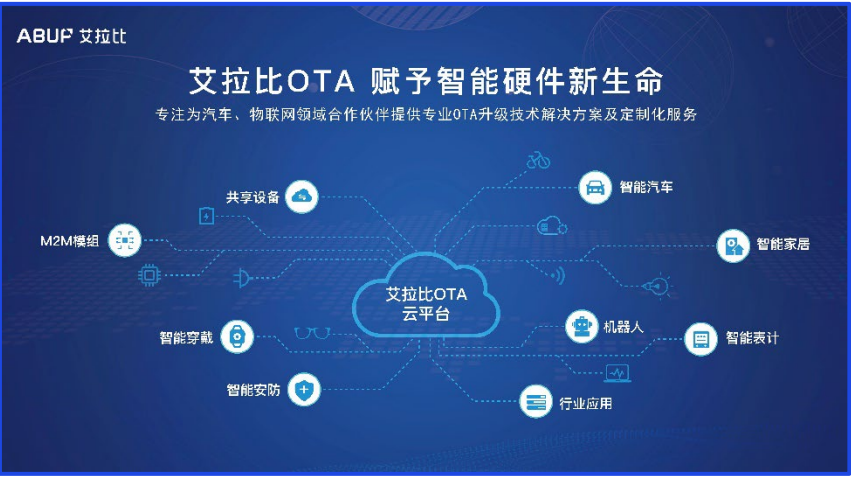 ABUP 艾拉比
艾拉比OTA 赋予智能硬件新生命
专注为汽车、物联网领域合作伙伴提供专业OTA升级技术解决方案及定制化服务
共享设备
智能汽车
M2M模组
智能家居
艾拉比OTA
云平台
智能穿戴
机器人
智能表计
智能安防
行业应用